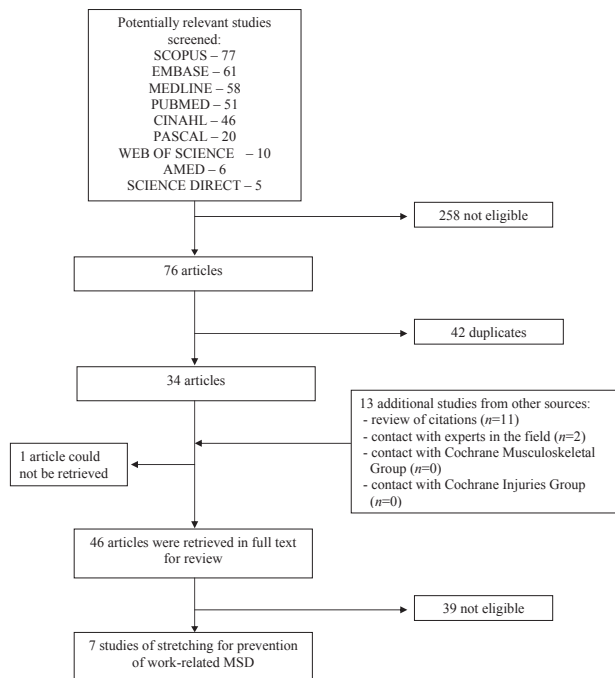 Potentially relevant studies
screened:
SCOPUS – 77
EMBASE – 61
MEDLINE – 58
PUBMED – 51
CINAHL – 46
PASCAL – 20
WEB OF SCIENCE – 10
AMED – 6
SCIENCE DIRECT – 5
258 not eligible
76 articles
42 duplicates
34 articles
13 additional studies from other sources:
- review of citations (n=11)
- contact with experts in the field (n=2)
- contact with Cochrane Musculoskeletal
Group (n=0)
- contact with Cochrane Injuries Group
(n=0)
1 article could
not be retrieved
46 articles were retrieved in full text
for review
39 not eligible
7 studies of stretching for prevention
of work-related MSD